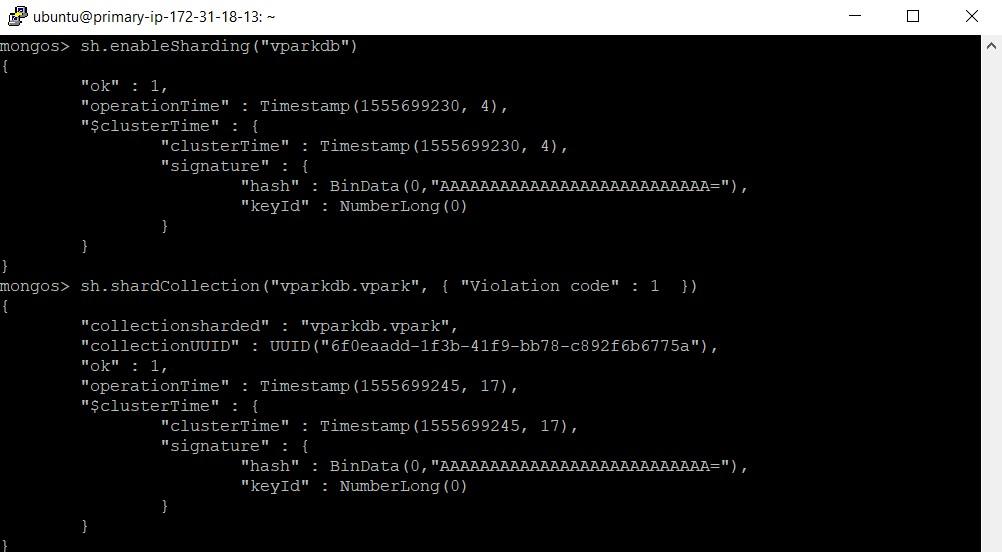 ubuntu@primary-ip-172-31-18-13: ~
mongos> sh.enableSharding("vparkdb")
{
        "ok" : 1,
        "operationTime" : Timestamp(1555699230, 4),
        "$clusterTime" : {
                "clusterTime" : Timestamp(1555699230, 4),
                "signature" : {
                        "hash" : BinData(0,"AAAAAAAAAAAAAAAAAAAAAAAAAAA="),
                        "keyId" : NumberLong(0)
                }
        }
}
mongos> sh.shardCollection("vparkdb.vpark", { "Violation code" : 1  })
{
        "collectionsharded" : "vparkdb.vpark",
        "collectionUUID" : UUID("6f0eaadd-1f3b-41f9-bb78-c892f6b6775a"),
        "ok" : 1,
        "operationTime" : Timestamp(1555699245, 17),
        "$clusterTime" : {
                "clusterTime" : Timestamp(1555699245, 17),
                "signature" : {
                        "hash" : BinData(0,"AAAAAAAAAAAAAAAAAAAAAAAAAAA="),
                        "keyId" : NumberLong(0)
                }
        }
}